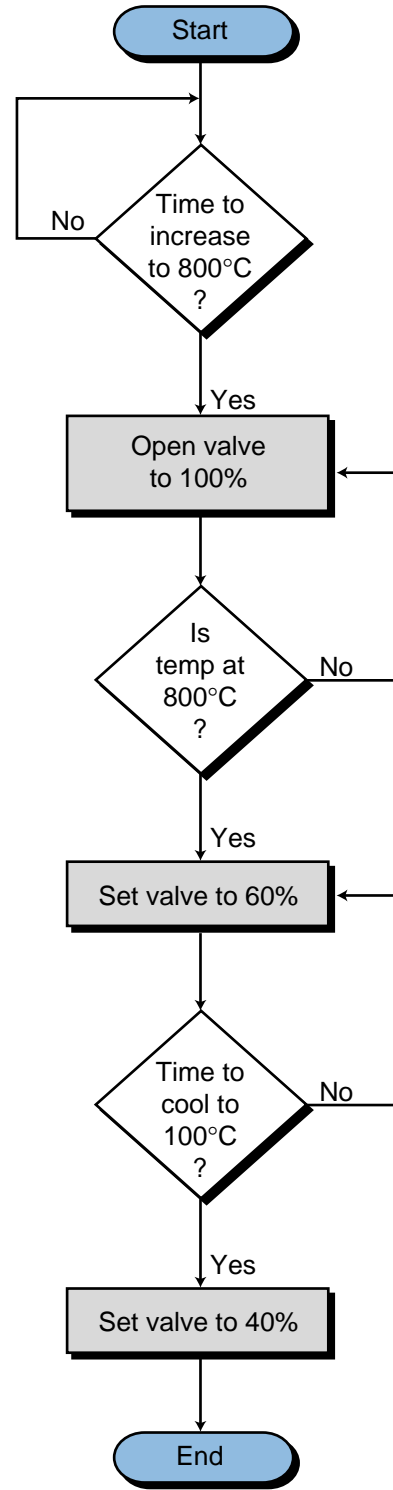 Start
No
Time to
increase
to 800°C
?
Yes
Open valve
to 100%
Is
temp at
800°C
?
No
Yes
Set valve to 60%
Time to
cool to
100°C
?
No
Yes
Set valve to 40%
End